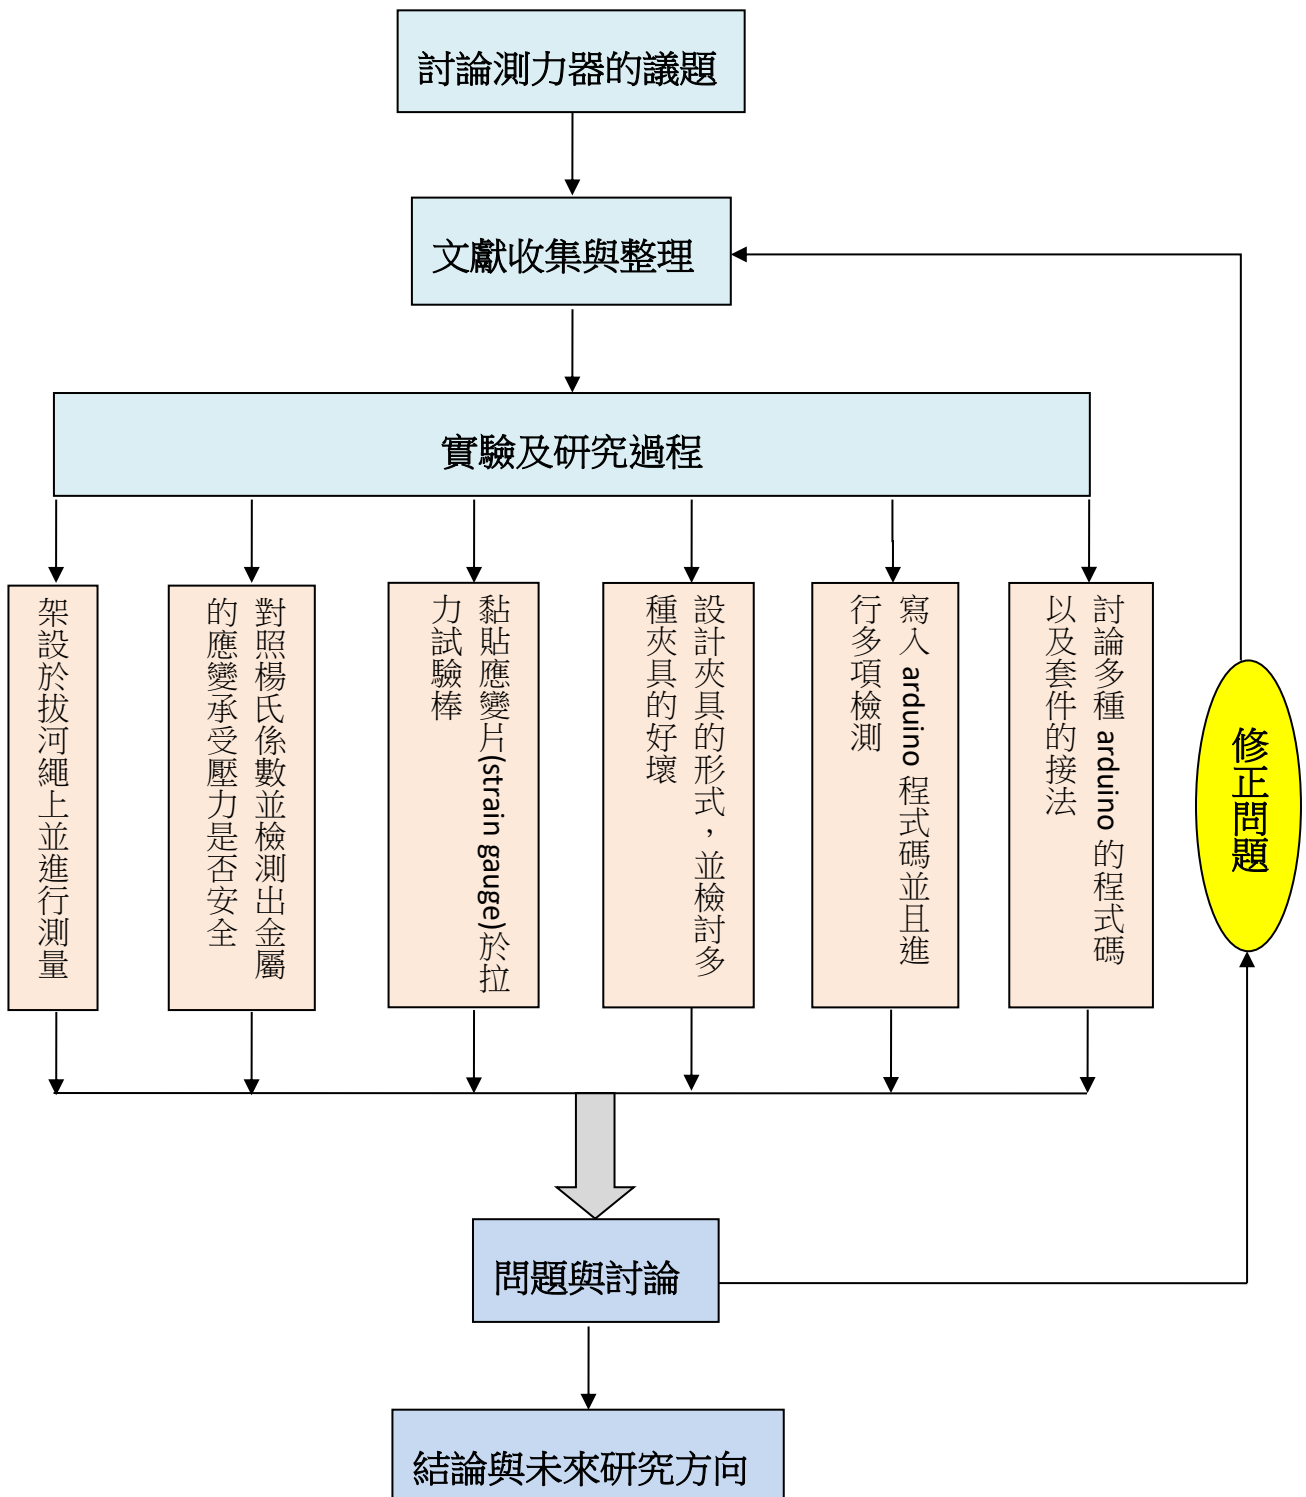 討論測力器的議題
文獻收集與整理
實驗及研究過程
討論多種 arduino 的程式碼
以及套件的接法
寫入 arduino 程式碼並且進
行多項檢測
設計夾具的形式，並檢討多
種夾具的好壞
黏貼應變片(strain gauge)於拉
力試驗棒
對照楊氏係數並檢測出金屬
的應變承受壓力是否安全
架設於拔河繩上並進行測量
修正問題
問題與討論
結論與未來研究方向